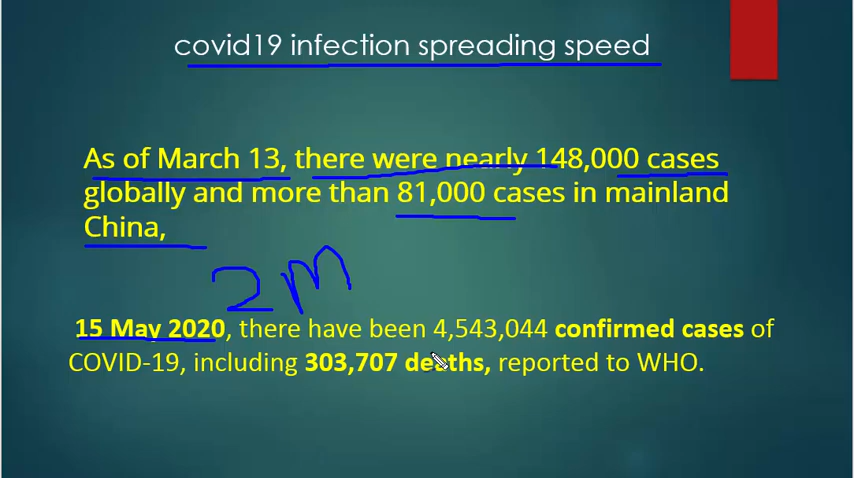 covid19 infection spreading speed
As of March 13, there were nearly 148,000 cases
globally and more than 81,000 cases in mainland
China,
2m
15 May 2020, there have been 4,543,044 confirmed cases of
COVID-19, including 303,707 deaths, reported to WHO.